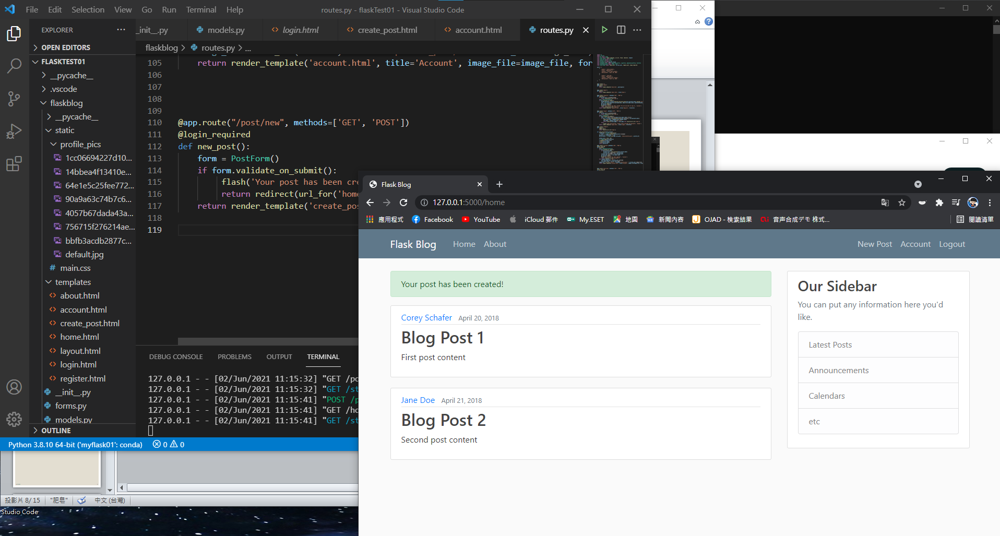 File Edit Selection View Go Run Terminal Help
routes.py - flaskTest01 - Visual Studio Code
EXPLORER
OPEN EDITORS
FLASKTEST01
__pycache__
.vscode
flaskblog
__pycache__
static
profile_pics
1cc06694227d10...
14bbea4f13410e...
64e1e5c25fee772...
90a9a63c74b7c6...
4057b67dada43a...
756715f276214ae...
bbfb3acdb2877c...
default.jpg
# main.css
templates
about.html
account.html
create_post.html
home.html
layout.html
login.html
register.html
__init__.py
forms.py
models.py
OUTLINE
_init__.py models.py login.html create_post.html account.html routes.py
flaskblog > routes.py > ...
105 return render_template('account.html', title='Account', image_file=image_file, for
106
107
108
109
110 @app.route("/post/new", methods=['GET', 'POST'])
111 @login_required
112 def new_post():
113 form = PostForm()
114 if form.validate_on_submit():
115 flash('Your post has been cre
116 return redirect(url_for('home
117 return render_template('create_pos
118
119
DEBUG CONSOLE PROBLEMS OUTPUT TERMINAL
127.0.0.1 - - [02/Jun/2021 11:15:32] "GET /po
127.0.0.1 - - [02/Jun/2021 11:15:32] "GET /st
127.0.0.1 - - [02/Jun/2021 11:15:41] "POST /p
127.0.0.1 - - [02/Jun/2021 11:15:41] "GET /ho
127.0.0.1 - - [02/Jun/2021 11:15:41] "GET /st
Python 3.8.10 64-bit ('myflask01': conda) 0 0
投影片 8/ 15 "肥皂" 中文 (台灣)
Studio Code
Flask Blog
127.0.0.1:5000/home
應用程式 Facebook YouTube iCloud 郵件 My.ESET 地圖 新聞內容 OJAD - 検索結果 音声合成デモ 株式... 閱讀清單
Flask Blog Home About New Post Account Logout
Your post has been created!
Corey Schafer April 20, 2018
Blog Post 1
First post content
Jane Doe April 21, 2018
Blog Post 2
Second post content
Our Sidebar
You can put any information here you'd
like.
Latest Posts
Announcements
Calendars
etc